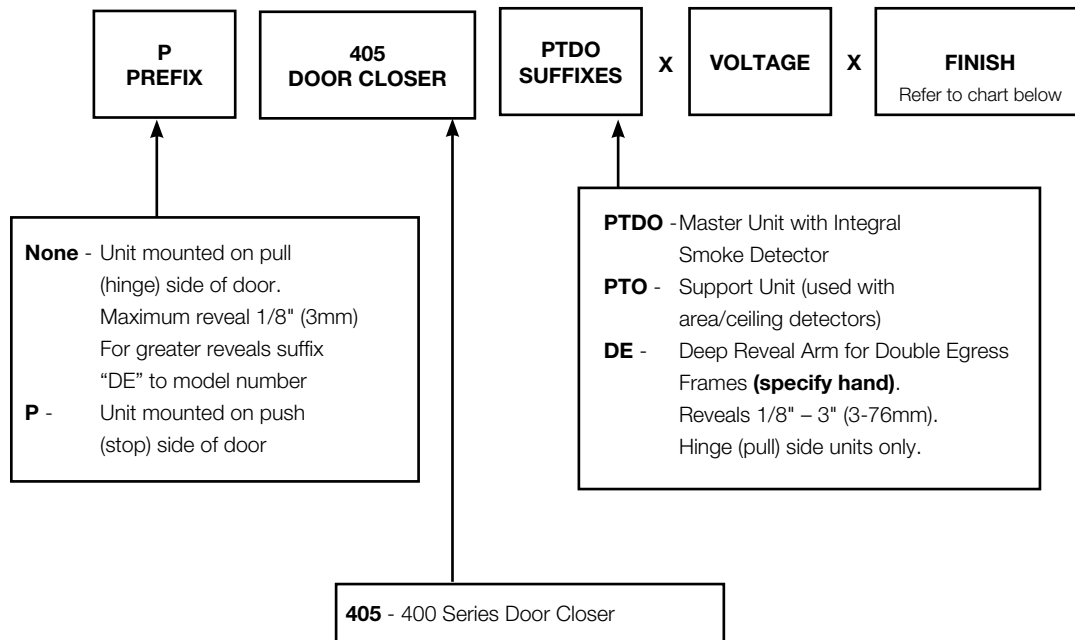 P
PREFIX
405
DOOR CLOSER
PTDO
SUFFIXES
X
VOLTAGE
X
FINISH
Refer to chart below
None - Unit mounted on pull
(hinge) side of door.
Maximum reveal 1/8" (3mm)
For greater reveals suffix
“DE” to model number
P - Unit mounted on push
(stop) side of door
PTDO - Master Unit with Integral
Smoke Detector
PTO - Support Unit (used with
area/ceiling detectors)
DE - Deep Reveal Arm for Double Egress
Frames (specify hand).
Reveals 1/8" – 3" (3-76mm).
Hinge (pull) side units only.
405 - 400 Series Door Closer